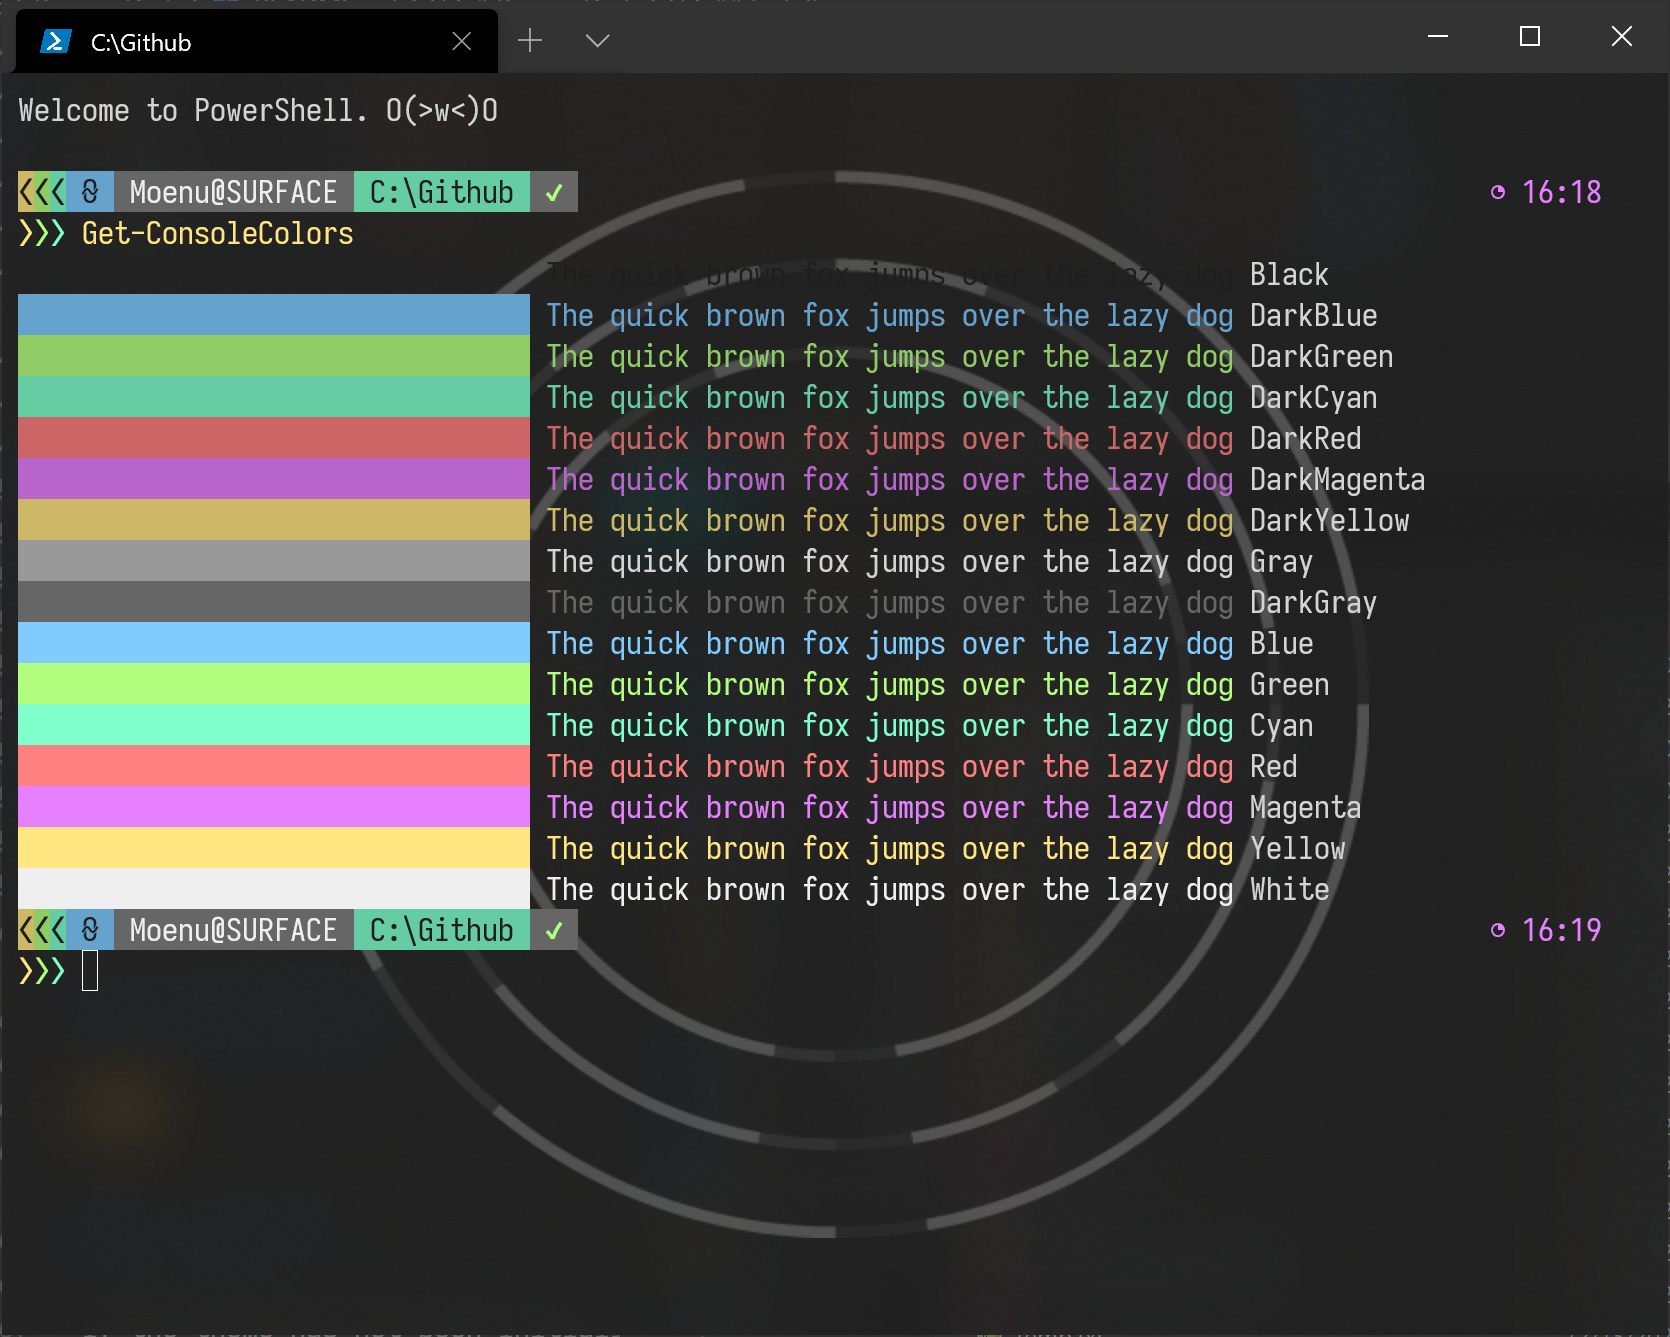 C:\Github
Welcome to PowerShell. O(>w<)O
Moenu@SURFACE C:\Github ✓ 16:18
❯❯❯ Get-ConsoleColors
The quick brown fox jumps over the lazy dog Black
The quick brown fox jumps over the lazy dog DarkBlue
The quick brown fox jumps over the lazy dog DarkGreen
The quick brown fox jumps over the lazy dog DarkCyan
The quick brown fox jumps over the lazy dog DarkRed
The quick brown fox jumps over the lazy dog DarkMagenta
The quick brown fox jumps over the lazy dog DarkYellow
The quick brown fox jumps over the lazy dog Gray
The quick brown fox jumps over the lazy dog DarkGray
The quick brown fox jumps over the lazy dog Blue
The quick brown fox jumps over the lazy dog Green
The quick brown fox jumps over the lazy dog Cyan
The quick brown fox jumps over the lazy dog Red
The quick brown fox jumps over the lazy dog Magenta
The quick brown fox jumps over the lazy dog Yellow
The quick brown fox jumps over the lazy dog White
Moenu@SURFACE C:\Github ✓ 16:19
❯❯❯